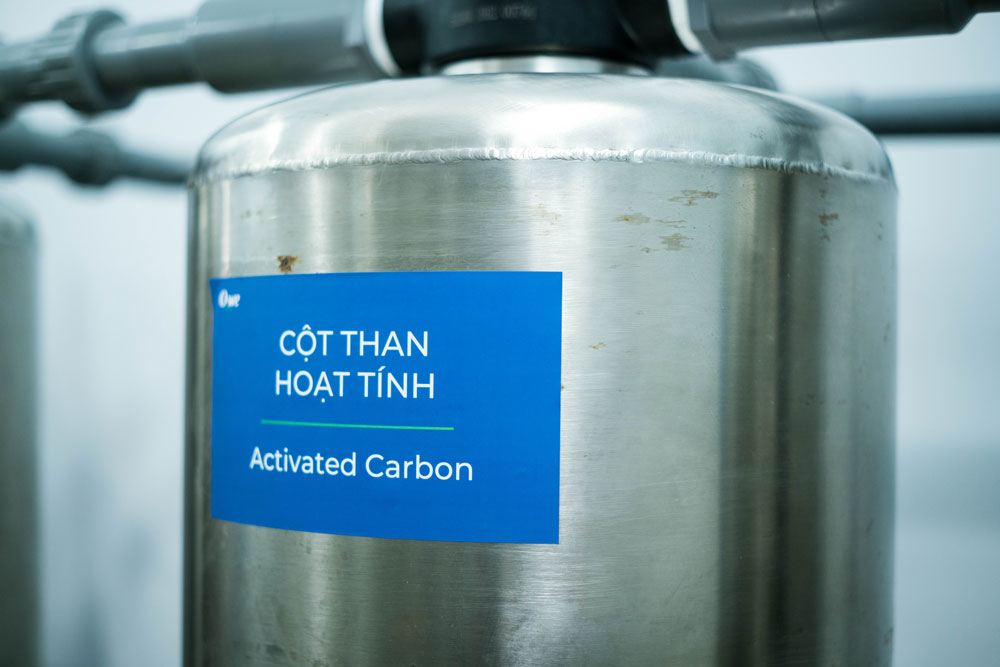 CỘT THAN
HOẠT TÍNH
Activated Carbon